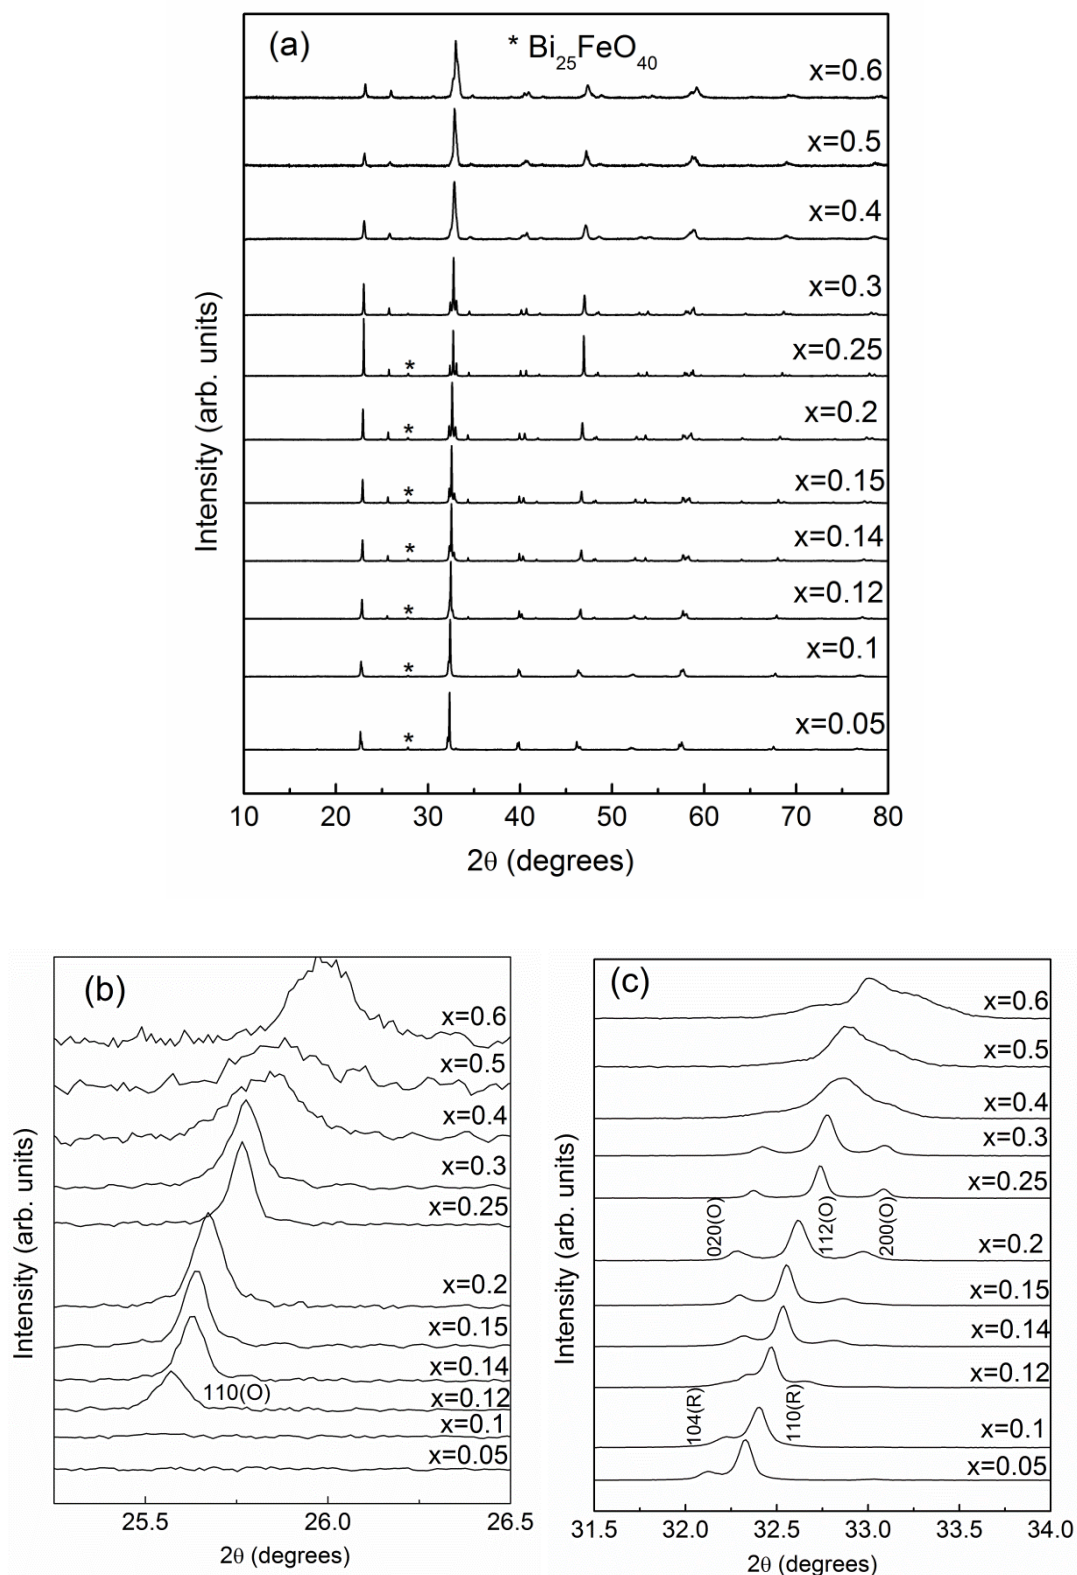 (a)
* Bi25FeO40
x=0.6
x=0.5
x=0.4
x=0.3
x=0.25
*
x=0.2
*
x=0.15
*
x=0.14
*
x=0.12
*
x=0.1
*
x=0.05
*
Intensity (arb. units)
10 20 30 40 50 60 70 80
2θ (degrees)
(b)
x=0.6
x=0.5
x=0.4
x=0.3
x=0.25
x=0.2
x=0.15
x=0.14
110(O)
x=0.12
x=0.1
x=0.05
Intensity (arb. units)
25.5 26.0 26.5
2θ (degrees)
(c)
x=0.6
x=0.5
x=0.4
x=0.3
x=0.25
020(O) 112(O) 200(O)
x=0.2
x=0.15
x=0.14
x=0.12
104(R) 110(R)
x=0.1
x=0.05
Intensity (arb. units)
31.5 32.0 32.5 33.0 33.5 34.0
2θ (degrees)